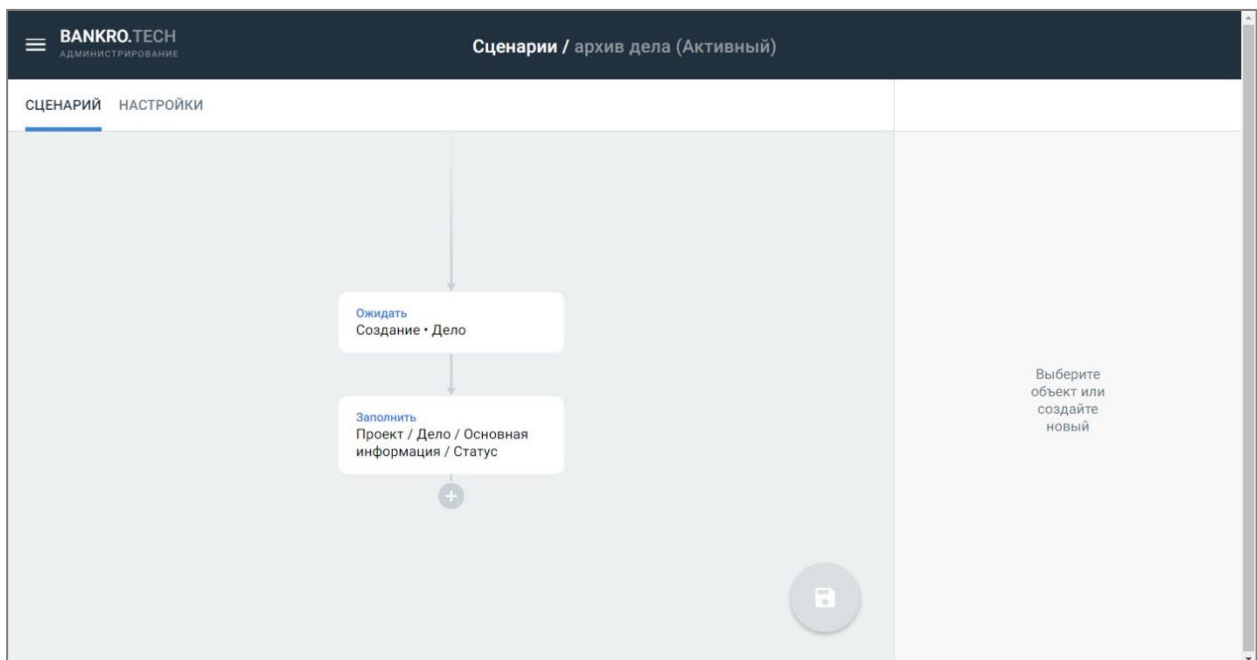 BANKRO.TECH
АДМИНИСТРИРОВАНИЕ
Сценарии / архив дела (Активный)
СЦЕНАРИЙ НАСТРОЙКИ
Ожидать
Создание • Дело
Заполнить
Проект / Дело / Основная
информация / Статус
Выберите
объект или
создайте
новый